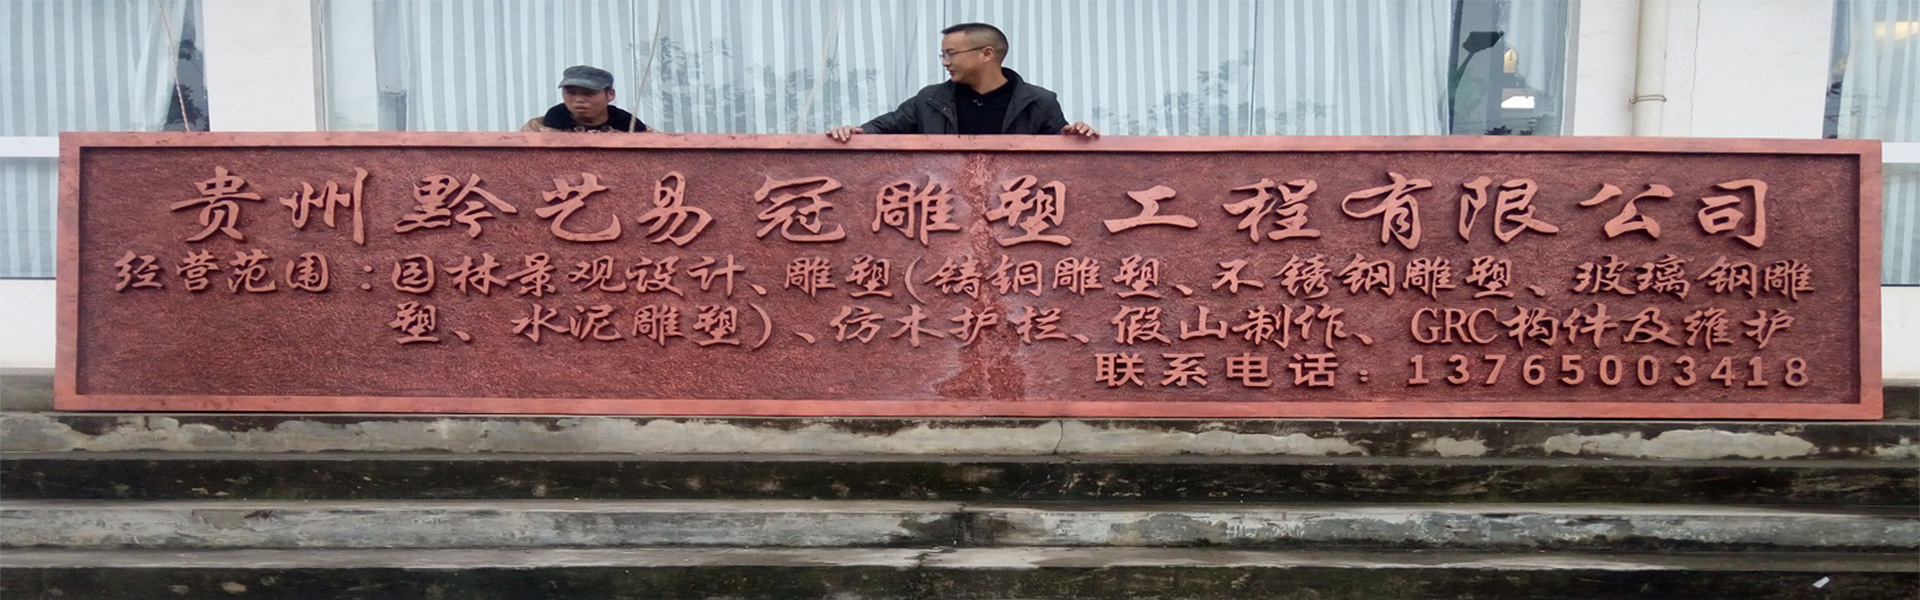 贵州黔艺易冠雕塑工程有限公司
经营范围：园林景观设计、雕塑(铸铜雕塑、不锈钢雕塑、玻璃钢雕
塑、水泥雕塑)、仿木护栏、假山制作、GRC构件及维护
联系电话：13765003418